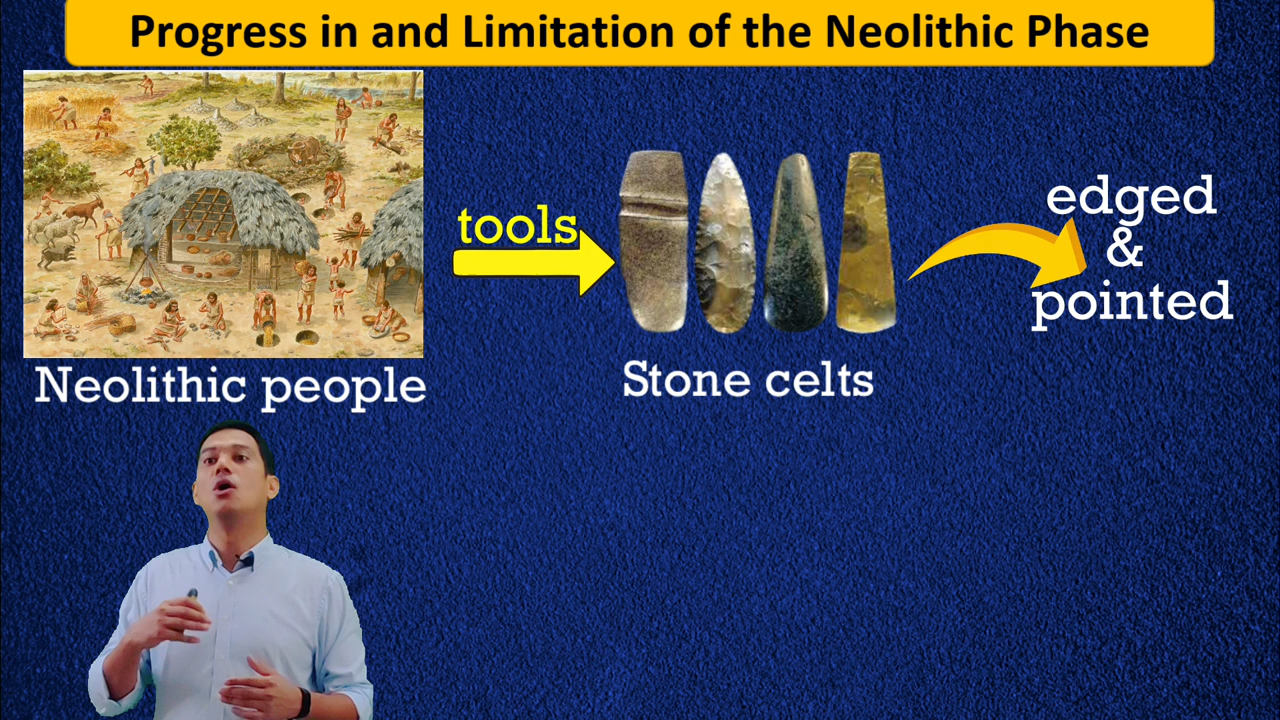 Progress in and Limitation of the Neolithic Phase
tools
edged
&
pointed
Neolithic people
Stone celts